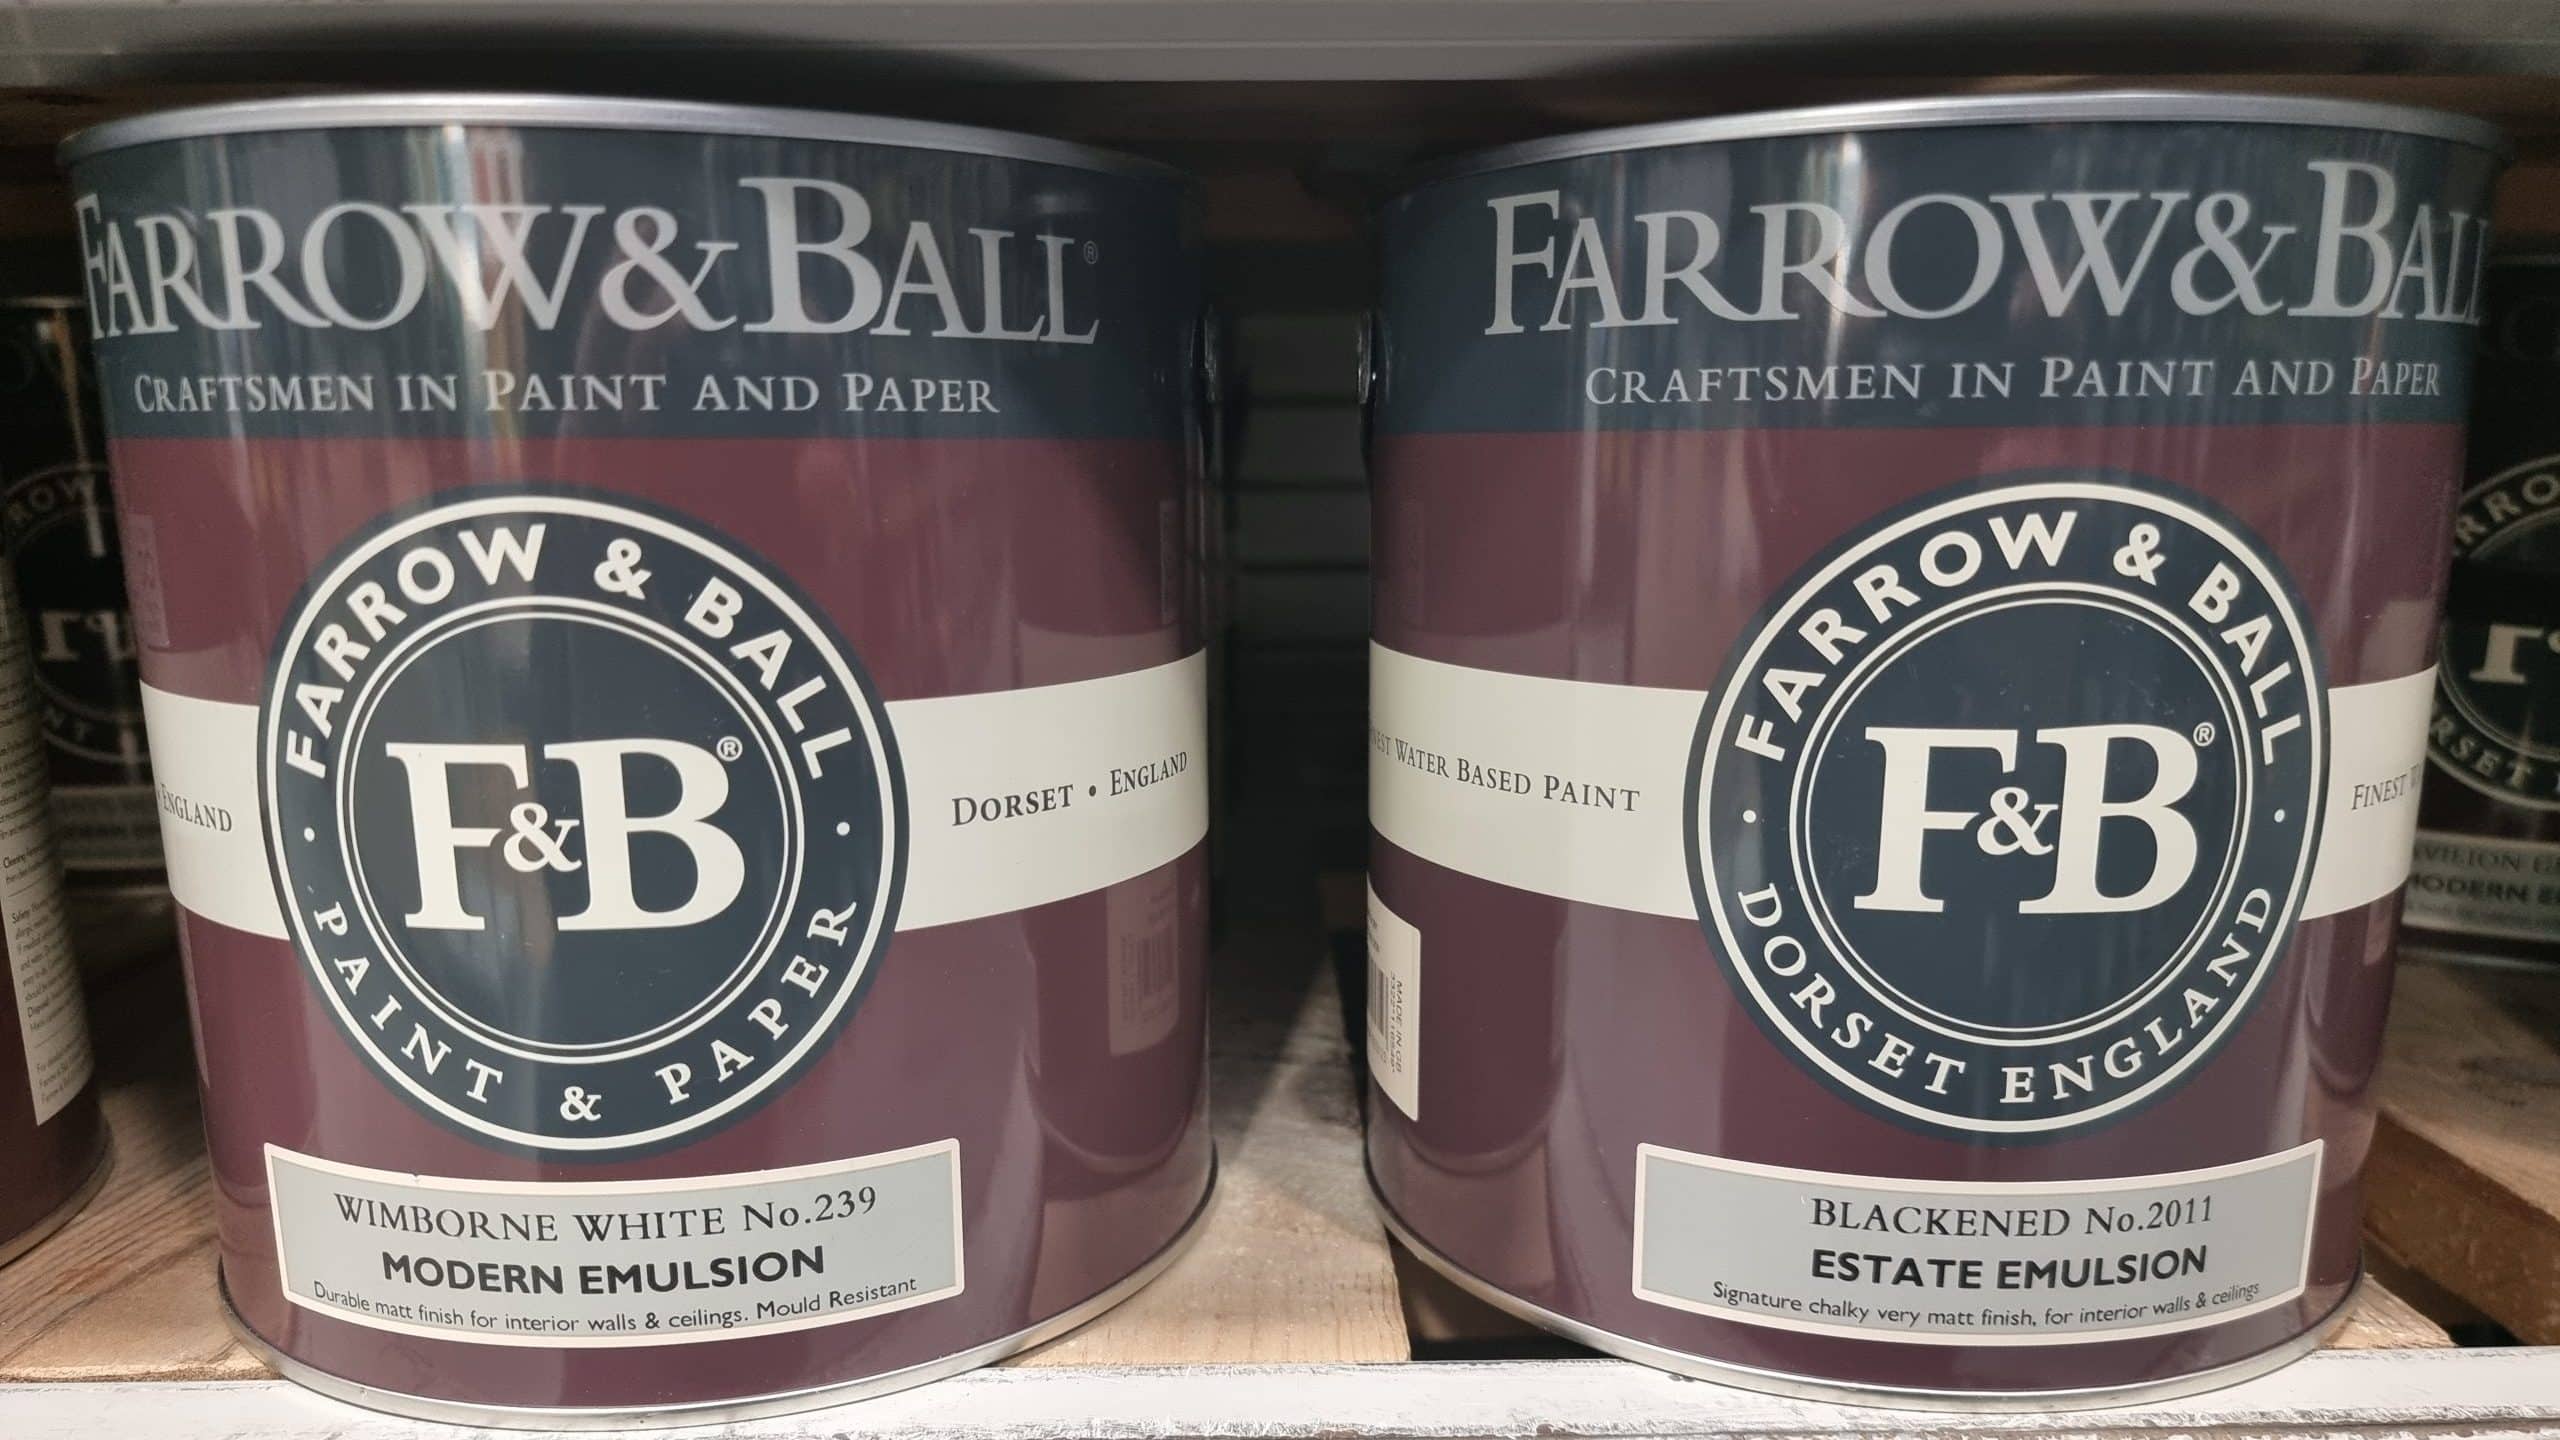 FARROW & BALL®
CRAFTSMEN IN PAINT AND PAPER
FARROW & BALL
F&B®
PAINT & PAPER
ENGLAND
DORSET • ENGLAND
WIMBORNE WHITE No.239
MODERN EMULSION
Durable matt finish for interior walls & ceilings. Mould Resistant
FARROW & BALL
CRAFTSMEN IN PAINT AND PAPER
FARROW & BALL
F&B®
DORSET ENGLAND
WATER BASED PAINT
FINEST
MADE IN GB
BLACKENED No.2011
ESTATE EMULSION
Signature chalky very matt finish, for interior walls & ceilings